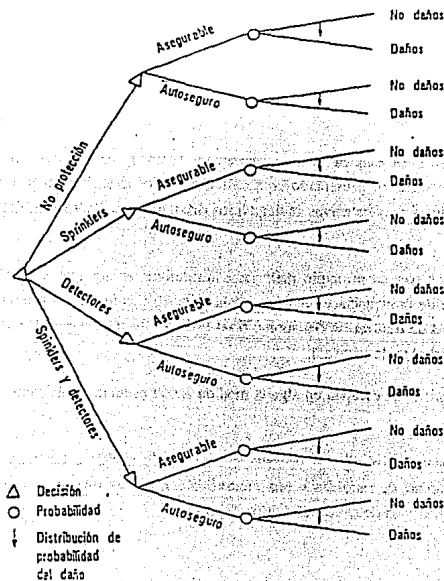 No protección
Sprinklers
Detectores
Spinklers y detectores
Asegurable
No daños
Daños
Autoseguro
No daños
Daños
Asegurable
No daños
Daños
Autoseguro
No daños
Daños
Asegurable
No daños
Daños
Autoseguro
No daños
Daños
Asegurable
No daños
Daños
Autoseguro
No daños
Daños
Decisión
Probabilidad
Distribución de
probabilidad
del daño